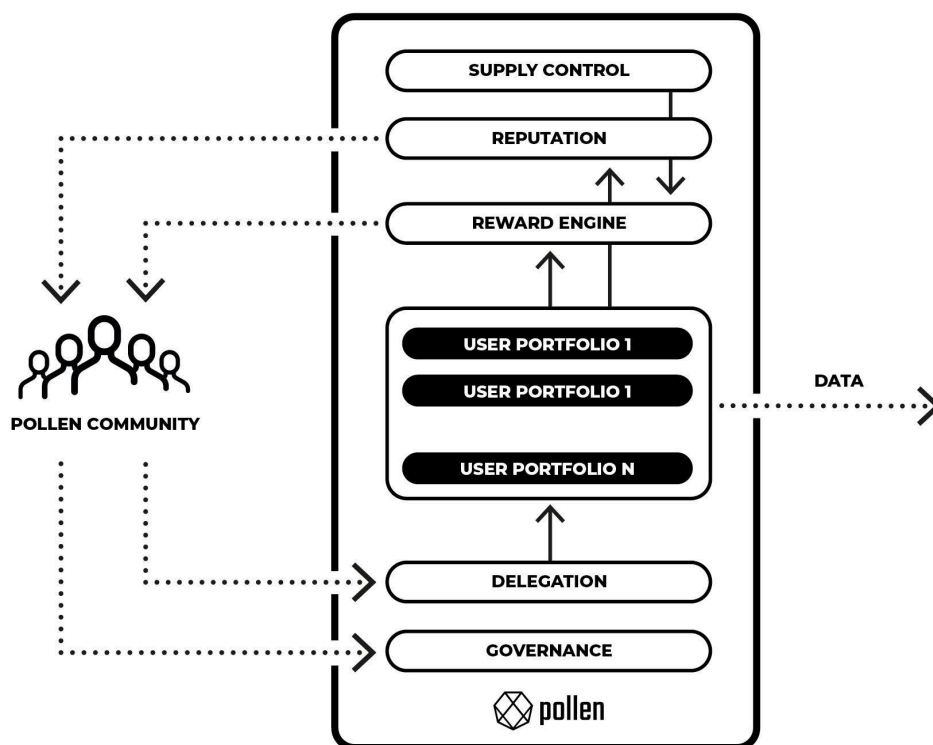 SUPPLY CONTROL
REPUTATION
REWARD ENGINE
USER PORTFOLIO 1
USER PORTFOLIO 1
DATA
POLLEN COMMUNITY
USER PORTFOLIO N
DELEGATION
GOVERNANCE
pollen